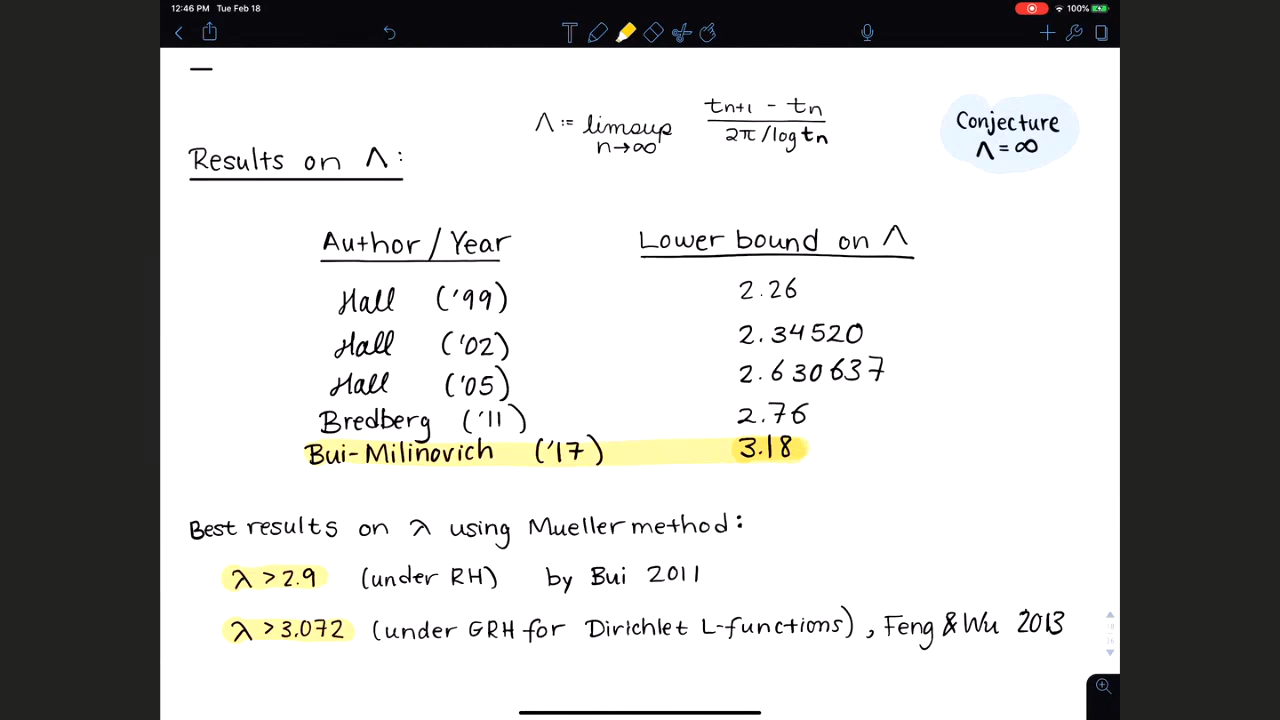 12:46 PM Tue Feb 18
100%
Λ := limsup n→∞ (tn+1 - tn) / (2π/log tn)
Conjecture
Λ = ∞
Results on Λ:
Author/Year Lower bound on Λ
Hall ('99) 2.26
Hall ('02) 2.34520
Hall ('05) 2.630637
Bredberg ('11) 2.76
Bui-Milinovich ('17) 3.18
Best results on λ using Mueller method:
λ > 2.9 (under RH) by Bui 2011
λ > 3.072 (under GRH for Dirichlet L-functions), Feng & Wu 2013